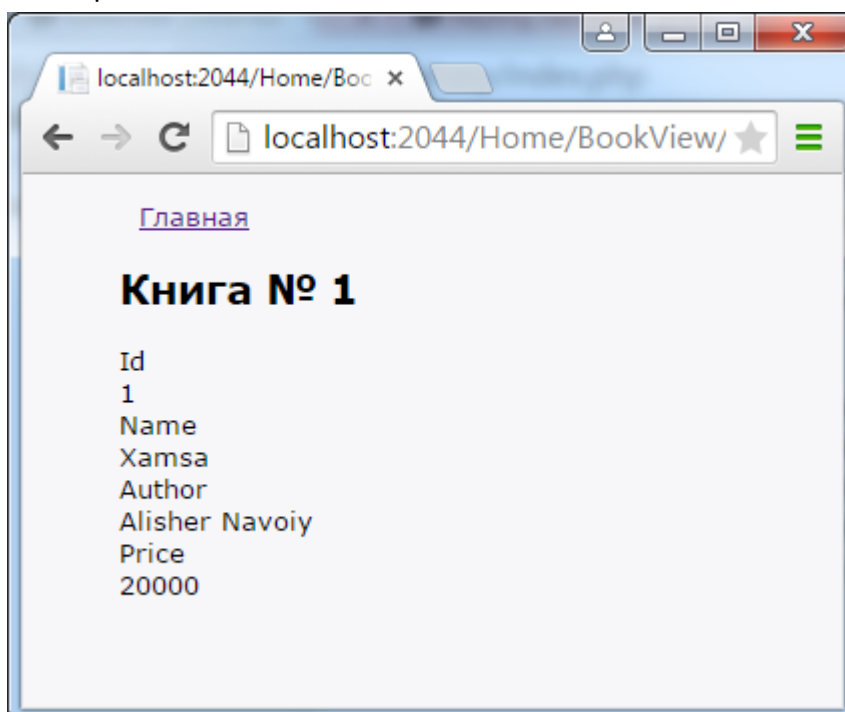 localhost:2044/Home/Boo
localhost:2044/Home/BookView/
Главная
Книга № 1
Id
1
Name
Xamsa
Author
Alisher Navoiy
Price
20000